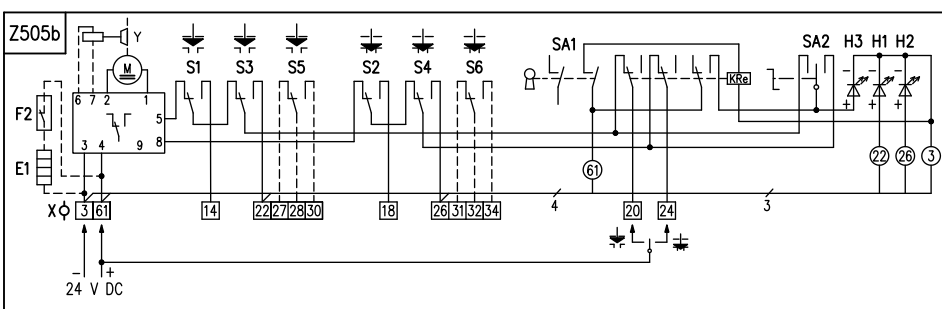 Z505b
Y
M
S1 S3 S5 S2 S4 S6 SA1 SA2 H3 H1 H2
KRe
6 7 2 1
F2
5
3 4 9 8
E1
- - -
+ + +
61 22 26 3
X 3 61 14 22 27 28 30 18 26 31 32 34 4 20 24 3
- +
24 V DC